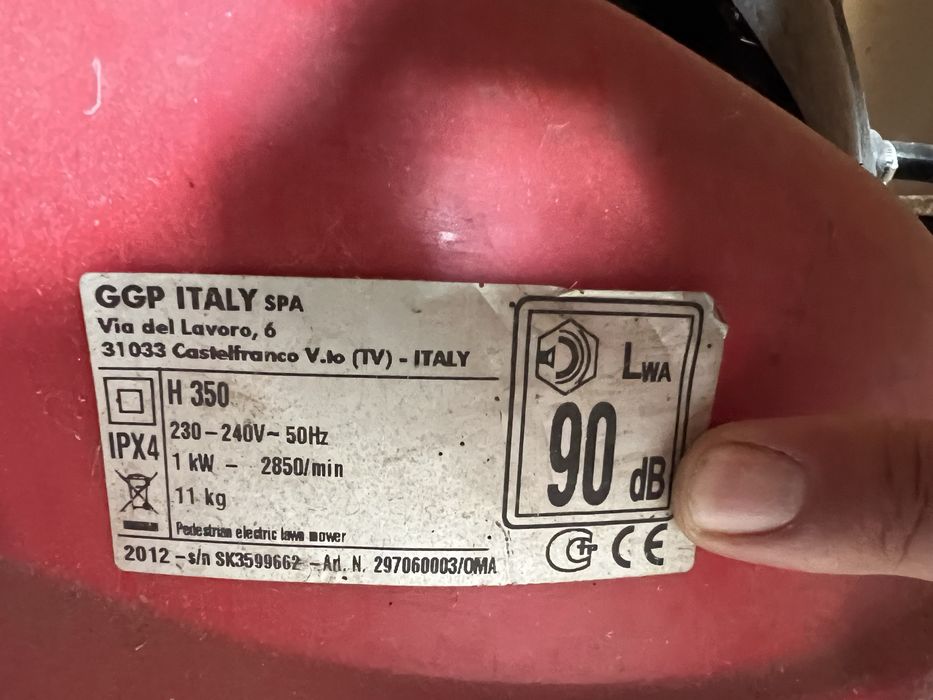 GGP ITALY SPA
Via del Lavoro, 6
31033 Castelfranco V.to (TV) - ITALY
H 350
IPX4
230-240V~ 50Hz
1 kW - 2850/min
11 kg
Pedestrian electric lawn mower
2012 - s/n SK3599662 - Art. N. 297060003/OMA
LWA
90 dB
CE